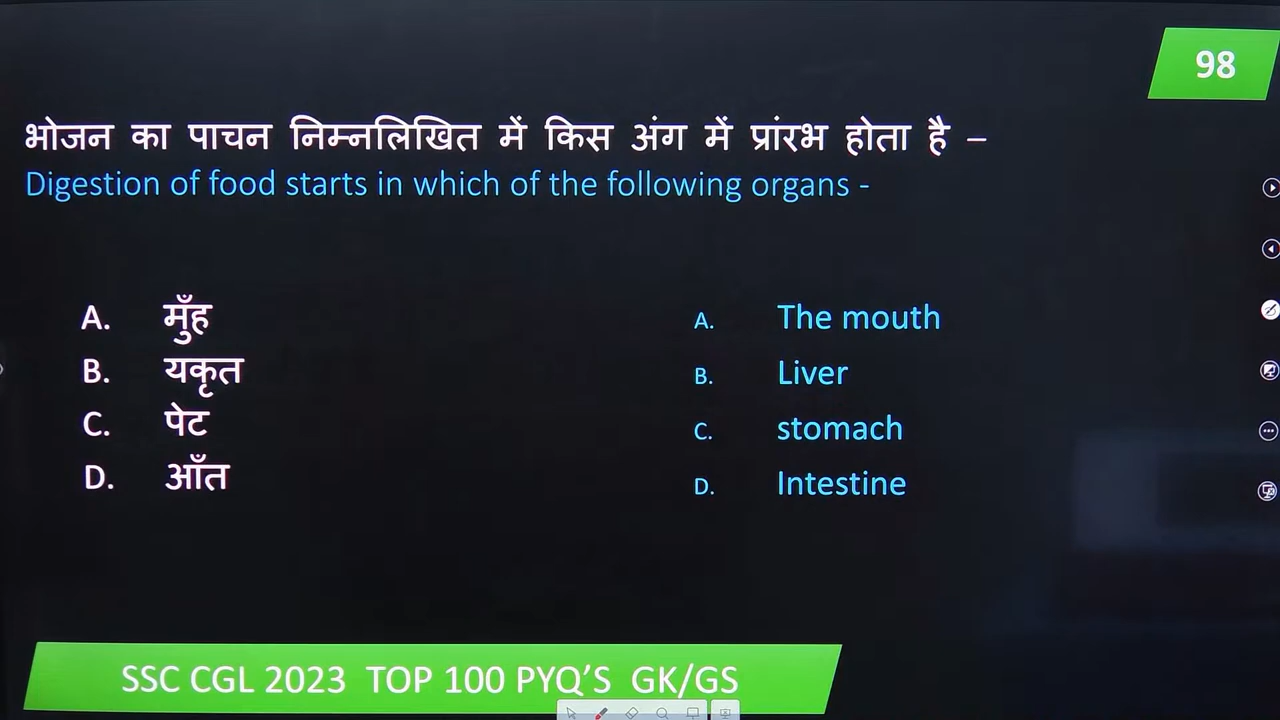 98
भोजन का पाचन निम्नलिखित में किस अंग में प्रांरभ होता है –
Digestion of food starts in which of the following organs -
A. मुँह
B. यकृत
C. पेट
D. आँत
A. The mouth
B. Liver
C. stomach
D. Intestine
SSC CGL 2023 TOP 100 PYQ’S GK/GS